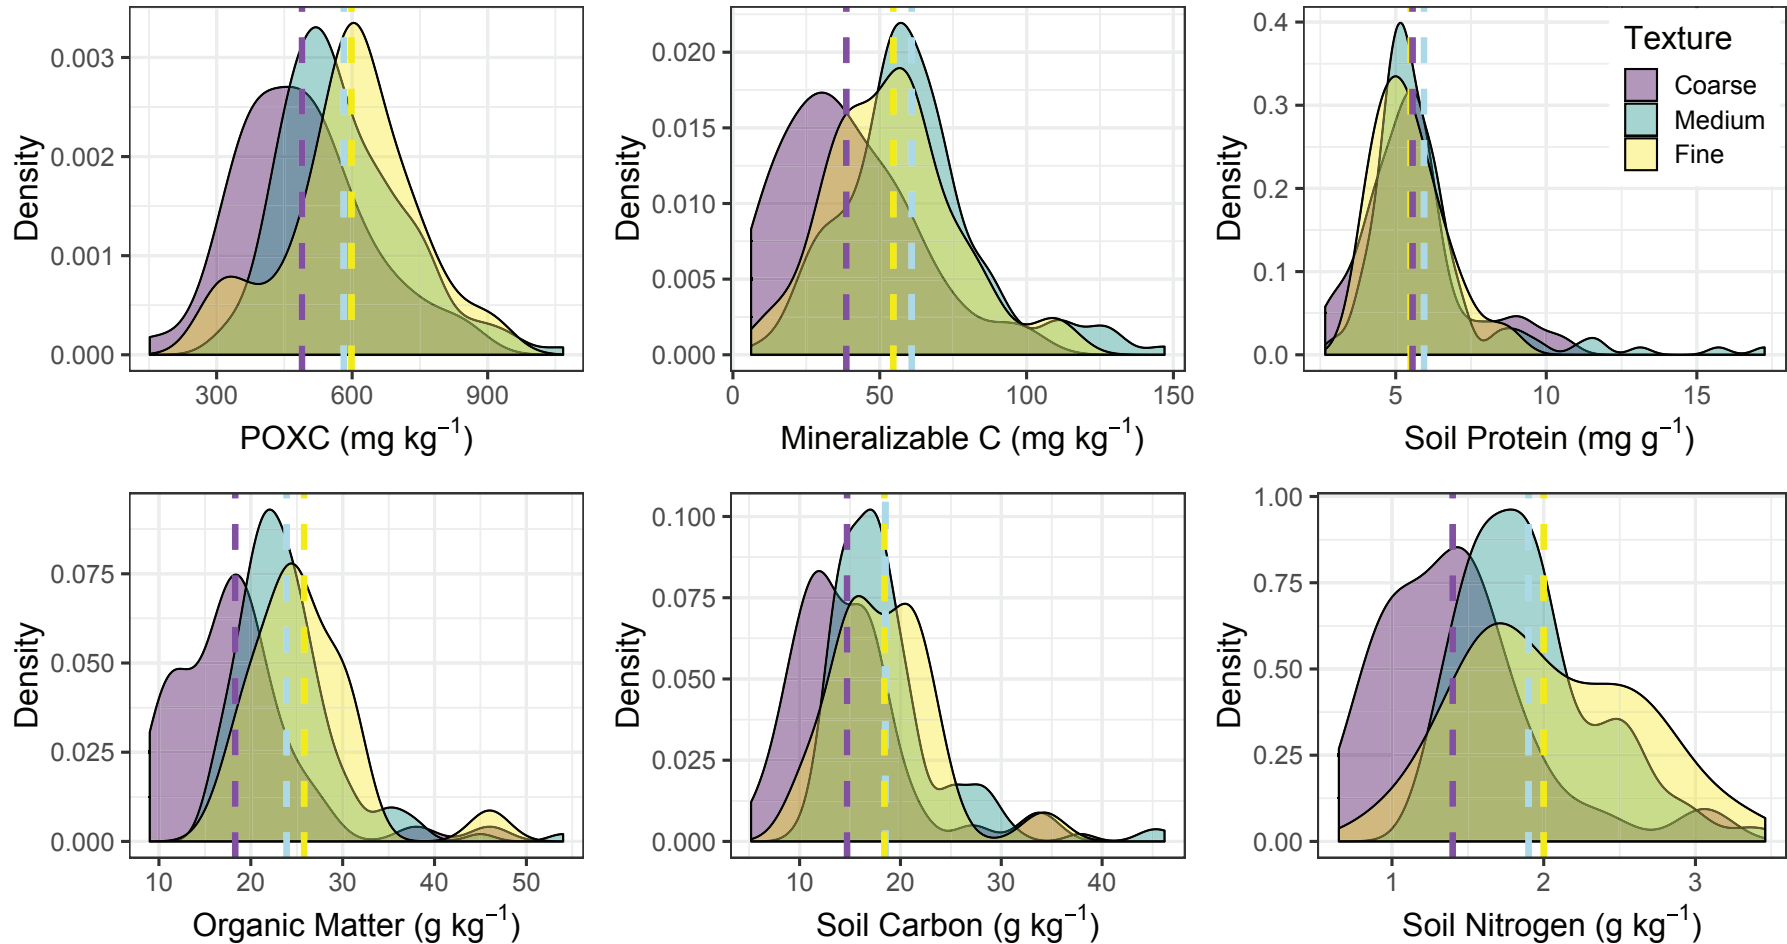 Density
0.003
0.002
0.001
0.000
300 600 900
POXC (mg kg⁻¹)
Density
0.020
0.015
0.010
0.005
0.000
0 50 100 150
Mineralizable C (mg kg⁻¹)
Density
0.4
0.3
0.2
0.1
0.0
5 10 15
Soil Protein (mg g⁻¹)
Texture
Coarse
Medium
Fine
Density
0.075
0.050
0.025
0.000
10 20 30 40 50
Organic Matter (g kg⁻¹)
Density
0.100
0.075
0.050
0.025
0.000
10 20 30 40
Soil Carbon (g kg⁻¹)
Density
1.00
0.75
0.50
0.25
0.00
1 2 3
Soil Nitrogen (g kg⁻¹)